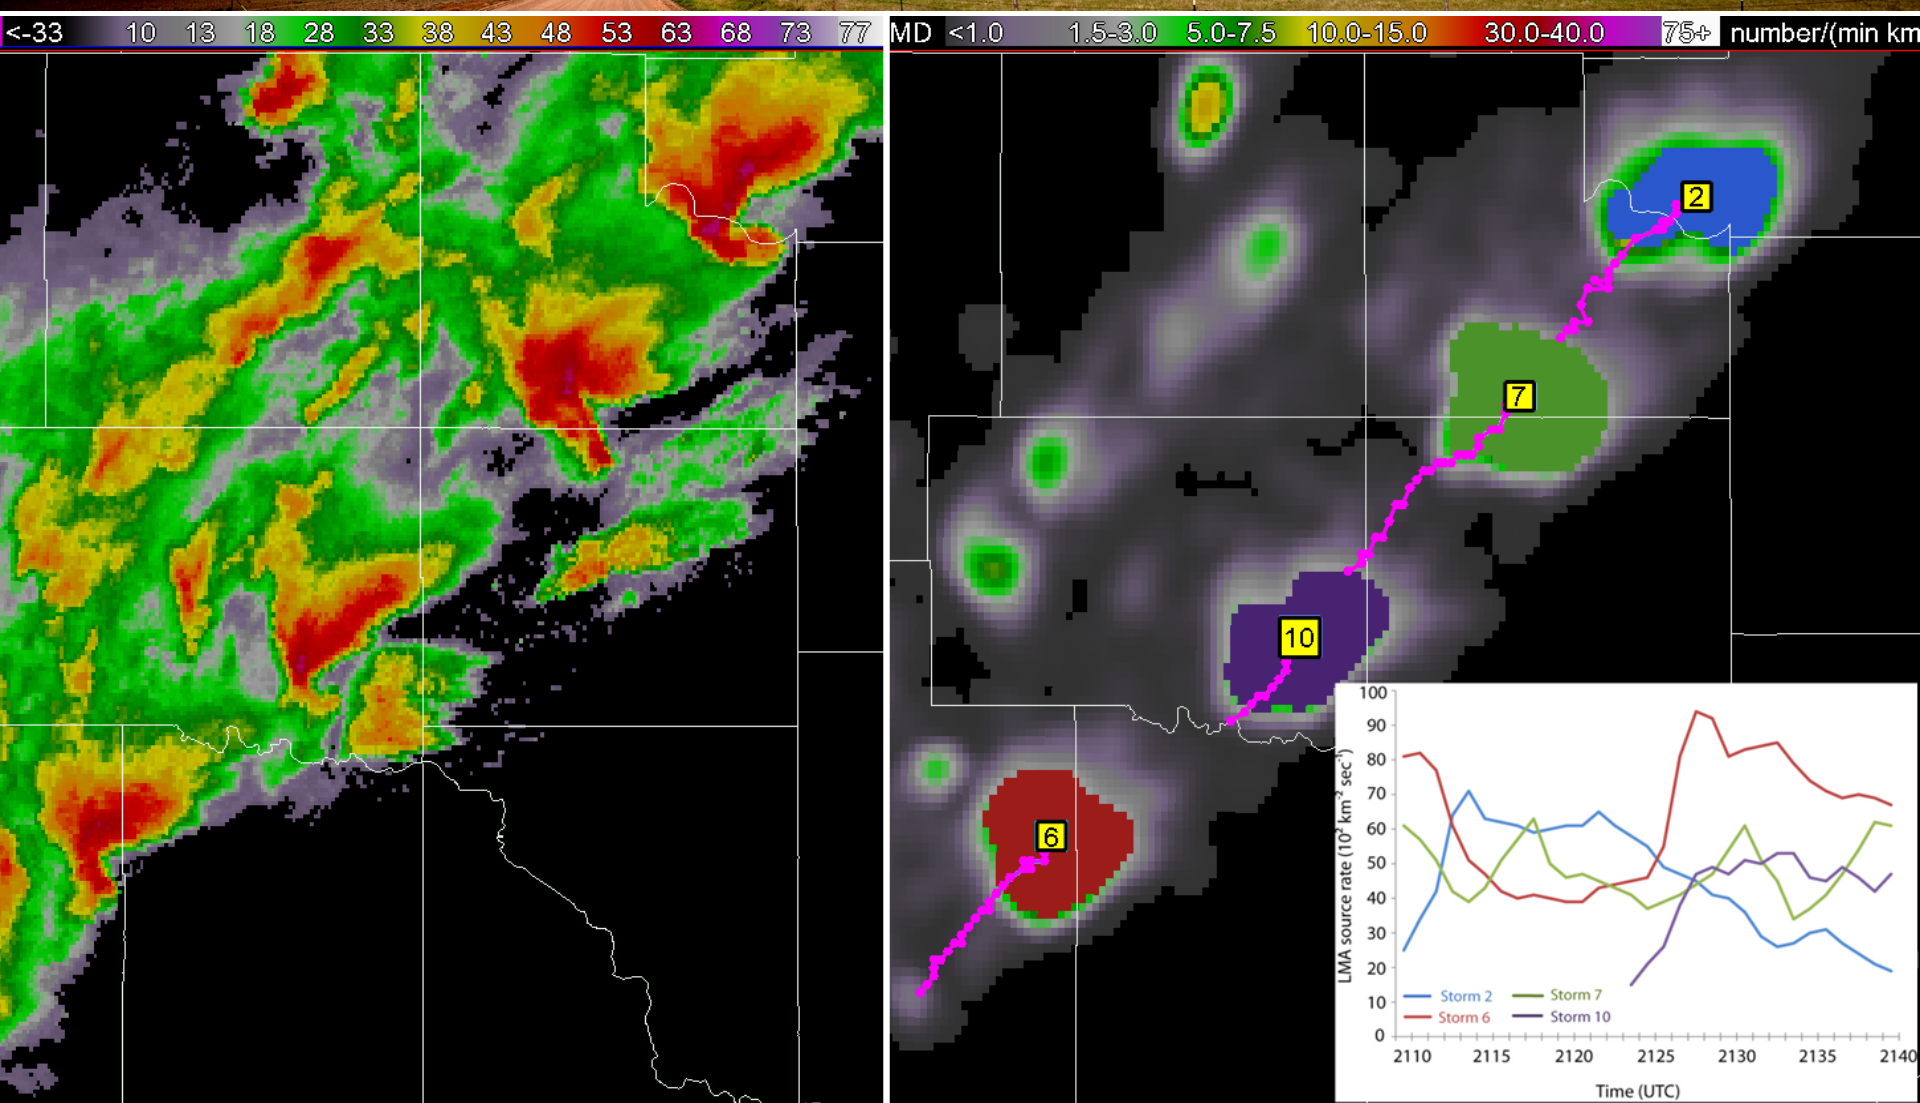 <-33 10 13 18 28 33 38 43 48 53 63 68 73 77
MD <1.0 1.5-3.0 5.0-7.5 10.0-15.0 30.0-40.0 75+ number/(min km
2
7
10
6
100
90
80
70
60
50
40
30
20
10
0
LMA source rate (10² km⁻² sec⁻¹)
Storm 2 Storm 7
Storm 6 Storm 10
2110 2115 2120 2125 2130 2135 2140
Time (UTC)